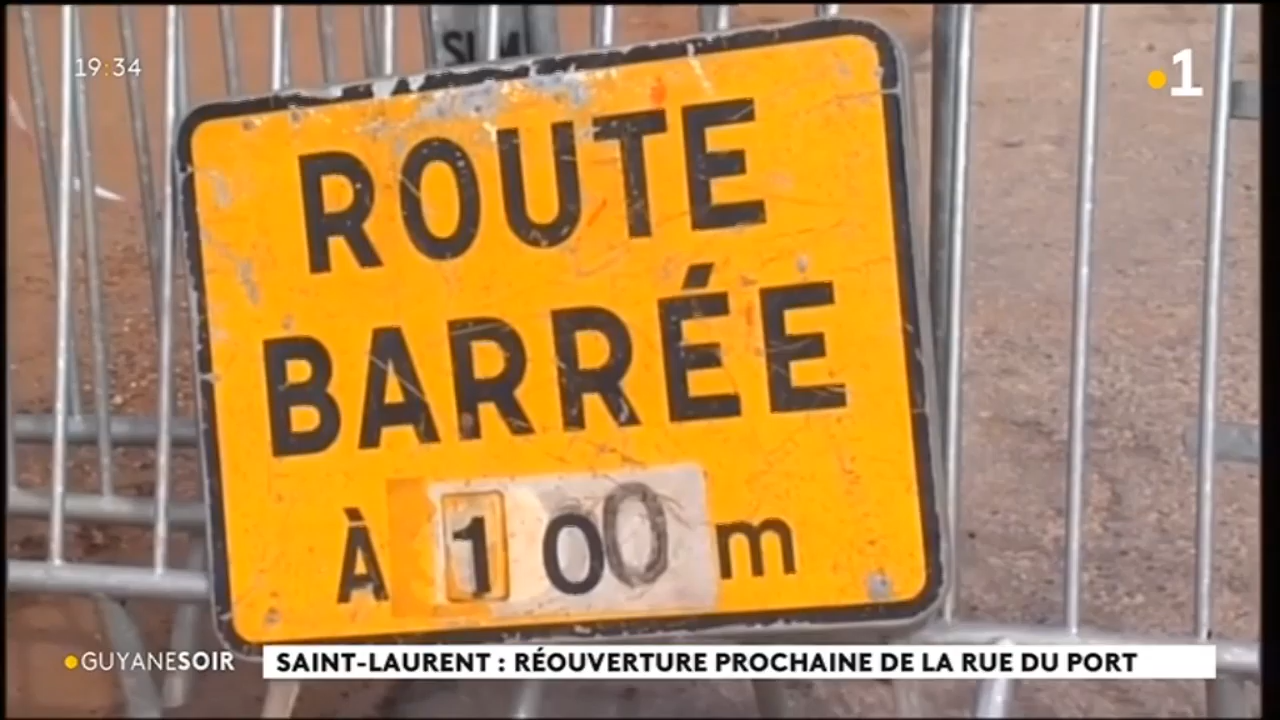 19:34
1
ROUTE
BARRÉE
À 100 m
GUYANESOIR
SAINT-LAURENT : RÉOUVERTURE PROCHAINE DE LA RUE DU PORT